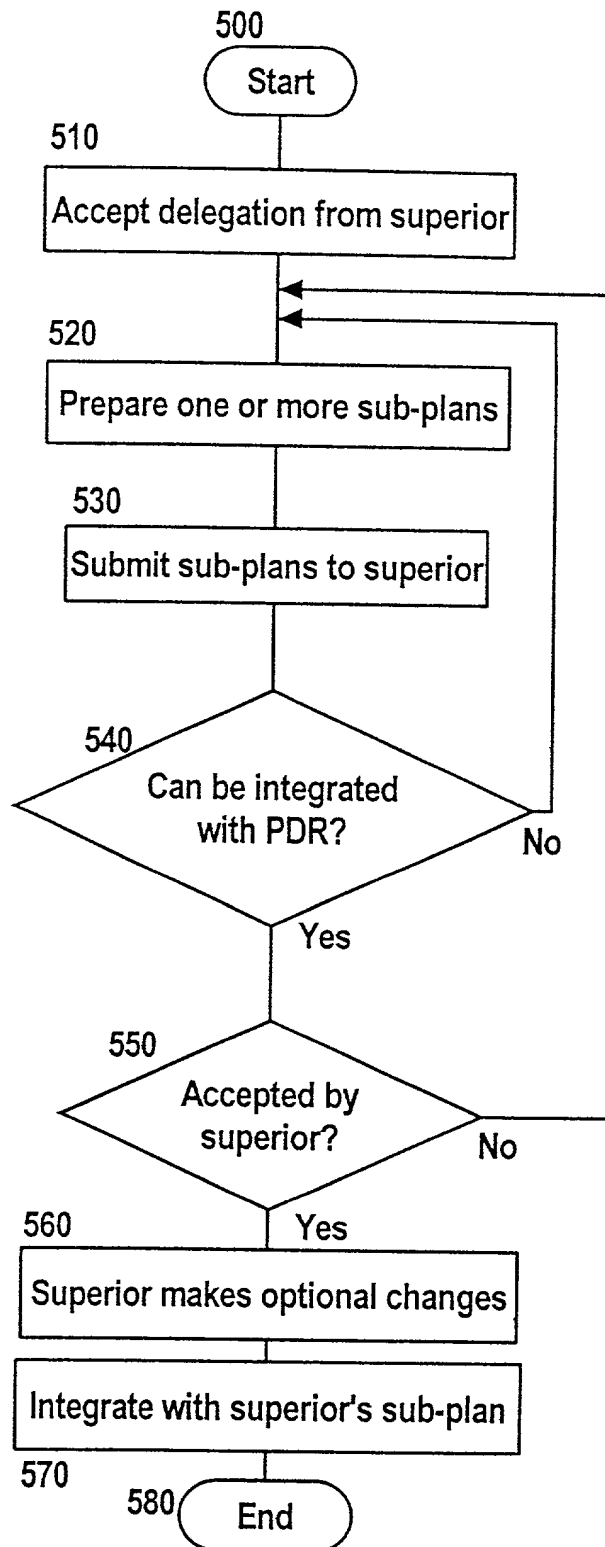 500
Start
510
Accept delegation from superior
520
Prepare one or more sub-plans
530
Submit sub-plans to superior
540
Can be integrated
with PDR?
No
Yes
550
Accepted by
superior?
No
Yes
560
Superior makes optional changes
Integrate with superior's sub-plan
570
580
End